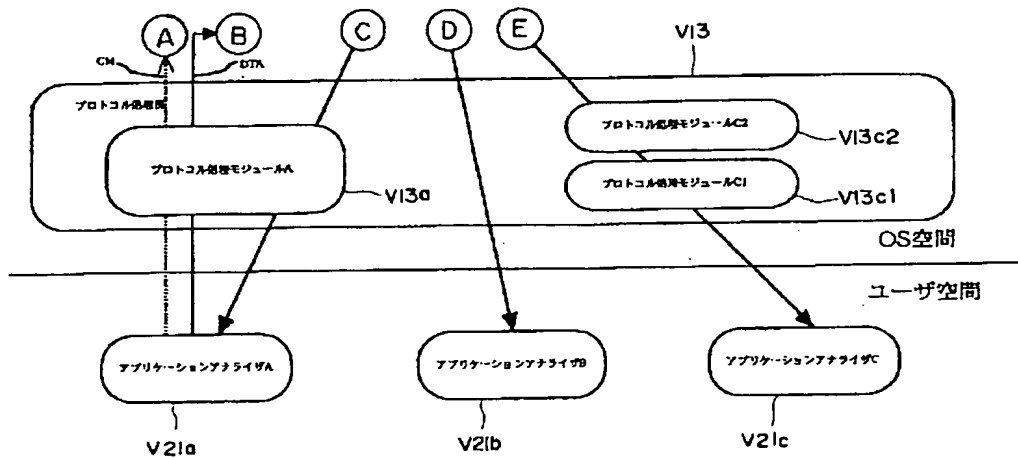 A
B
C
D
E
CM
DTA
V13
プロトコル処理部
プロトコル処理モジュールA
V13a
プロトコル処理モジュールC2
V13c2
プロトコル処理モジュールC1
V13c1
OS空間
ユーザ空間
アプリケーションアナライザA
アプリケーションアナライザB
アプリケーションアナライザC
V21a
V21b
V21c